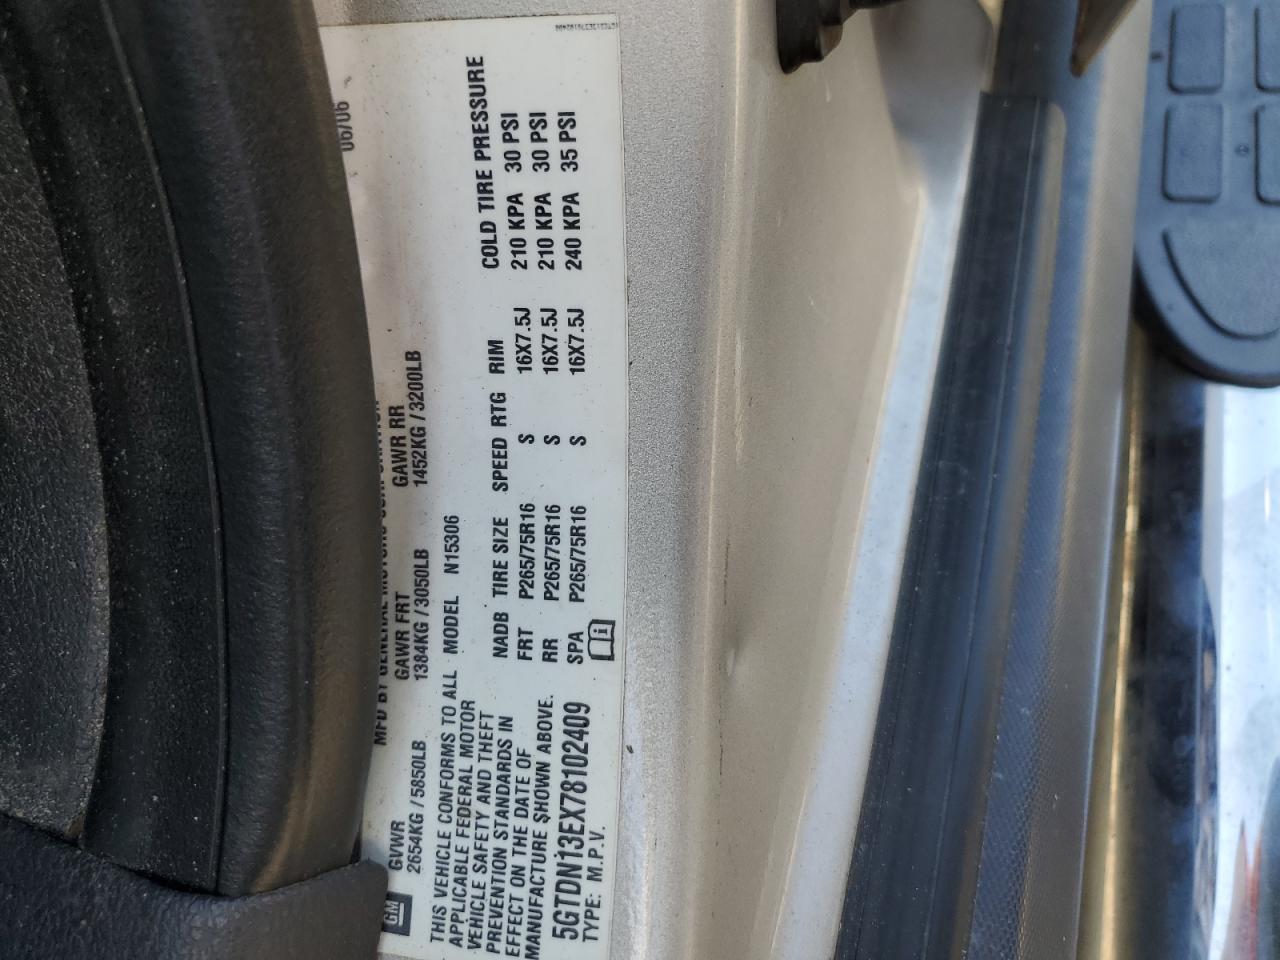 06/06
MFD BY GENERAL MOTORS CORPORATION
GM
GVWR GAWR FRT GAWR RR
2654KG / 5850LB 1384KG / 3050LB 1452KG / 3200LB
THIS VEHICLE CONFORMS TO ALL
APPLICABLE FEDERAL MOTOR
VEHICLE SAFETY AND THEFT
PREVENTION STANDARDS IN
EFFECT ON THE DATE OF
MANUFACTURE SHOWN ABOVE.
5GTDN13EX78102409
TYPE: M.P.V.
MODEL N15306
NADB TIRE SIZE SPEED RTG RIM COLD TIRE PRESSURE
FRT P265/75R16 S 16X7.5J 210 KPA 30 PSI
RR P265/75R16 S 16X7.5J 210 KPA 30 PSI
SPA P265/75R16 S 16X7.5J 240 KPA 35 PSI
i